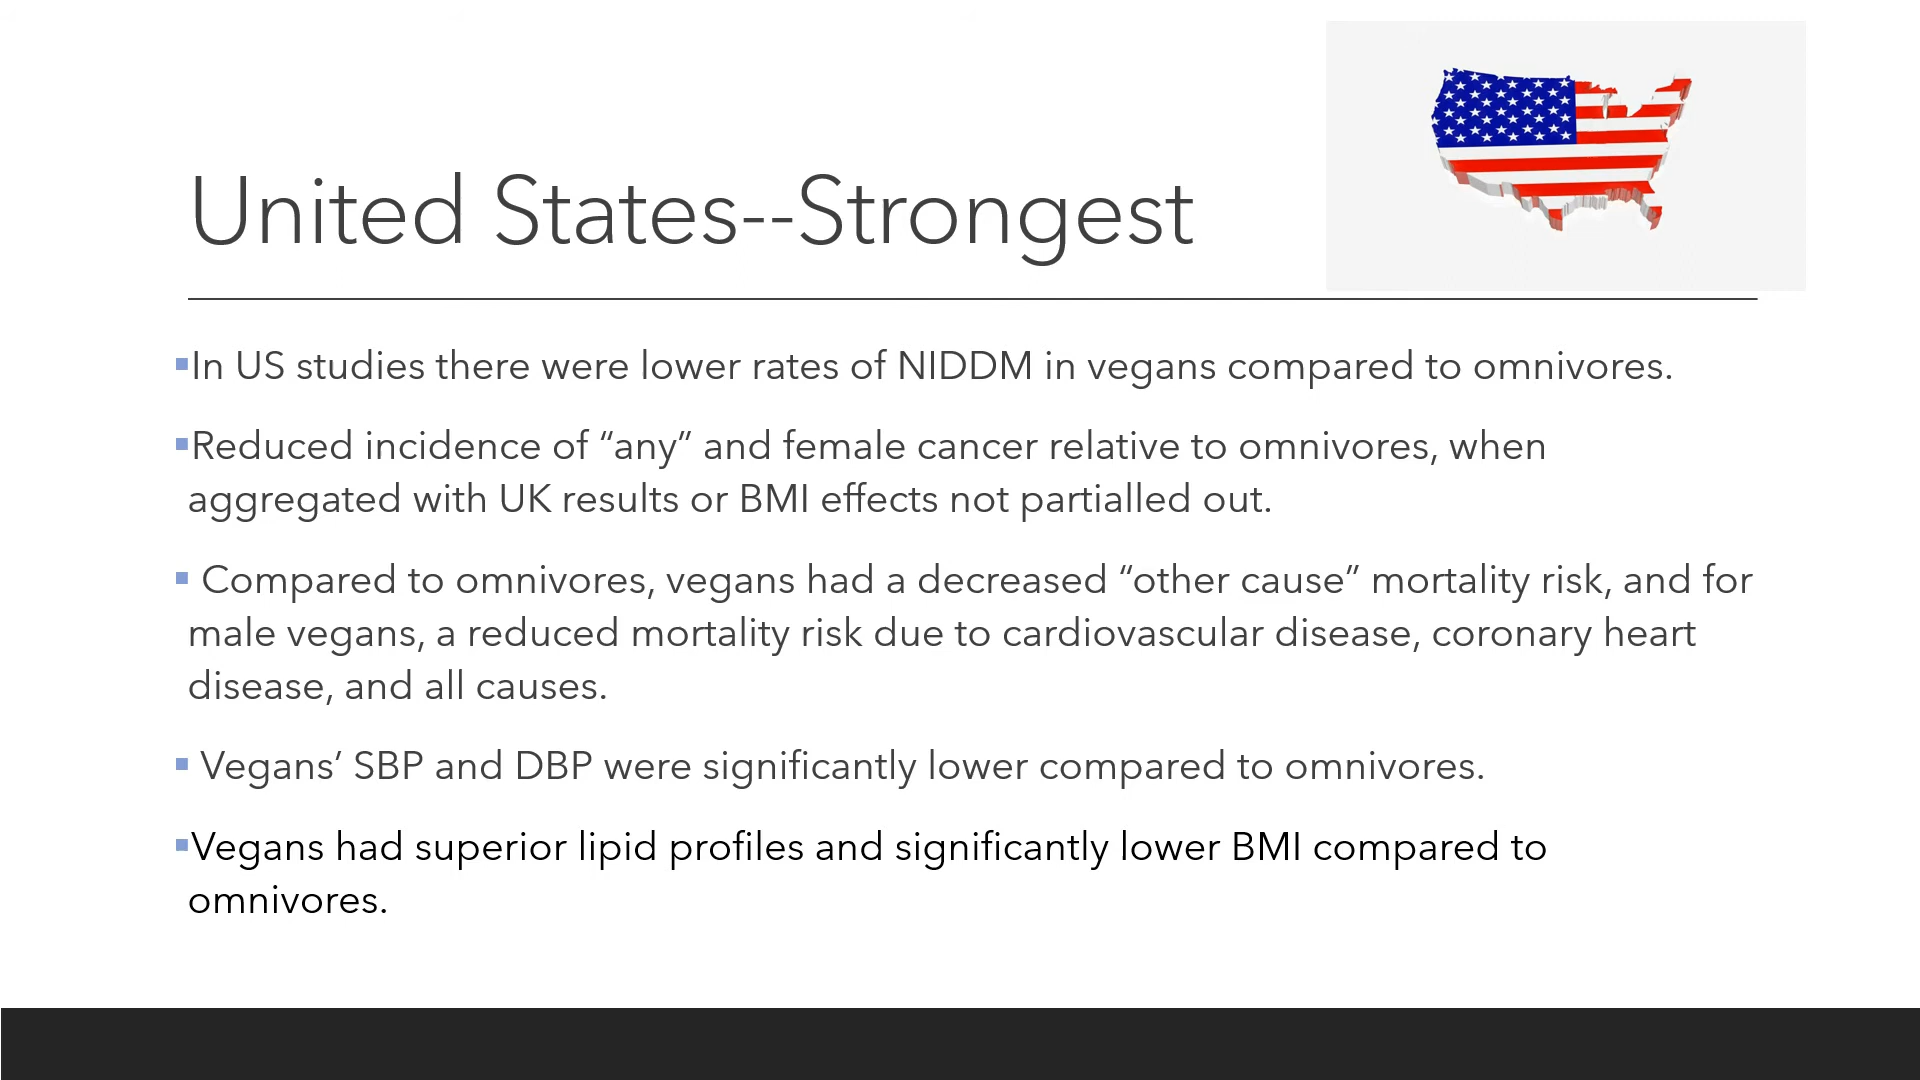 United States--Strongest
▪In US studies there were lower rates of NIDDM in vegans compared to omnivores.
▪Reduced incidence of “any” and female cancer relative to omnivores, when
aggregated with UK results or BMI effects not partialled out.
▪ Compared to omnivores, vegans had a decreased “other cause” mortality risk, and for
male vegans, a reduced mortality risk due to cardiovascular disease, coronary heart
disease, and all causes.
▪ Vegans’ SBP and DBP were significantly lower compared to omnivores.
▪Vegans had superior lipid profiles and significantly lower BMI compared to
omnivores.